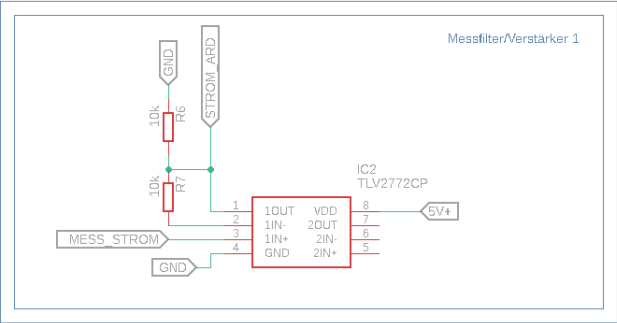 Messfilter/Verstärker 1
GND
STROM_ARD
10k
R6
10k
R7
IC2
TLV2772CP
1 1OUT VDD 8
2 1IN- 2OUT 7
3 1IN+ 2IN- 6
4 GND 2IN+ 5
5V+
MESS_STROM
GND